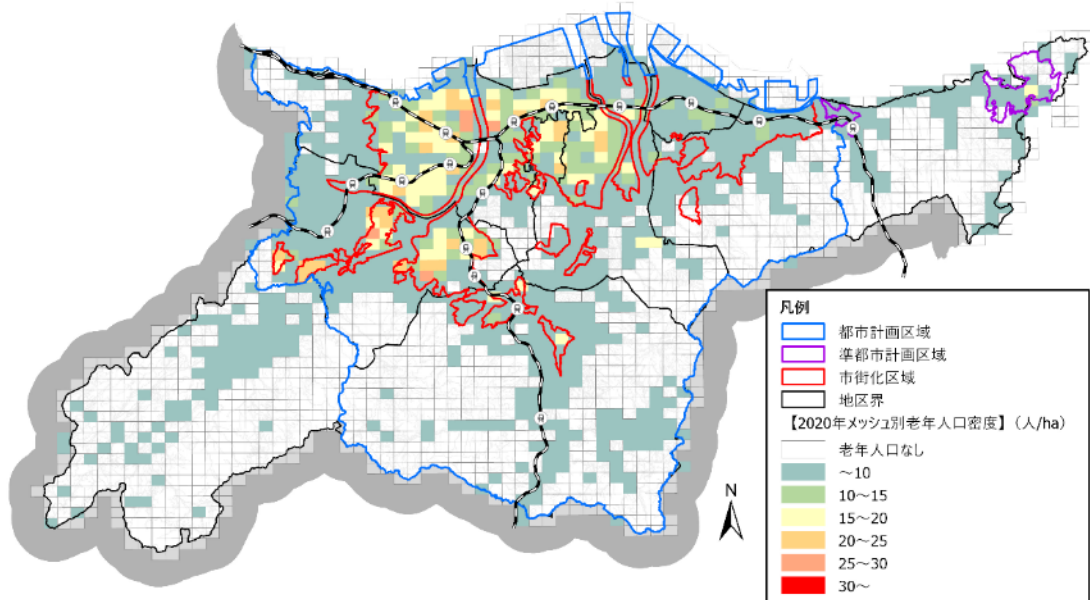 N
凡例
都市計画区域
準都市計画区域
市街化区域
地区界
【2020年メッシュ別老年人口密度】（人/ha）
老年人口なし
～10
10～15
15～20
20～25
25～30
30～